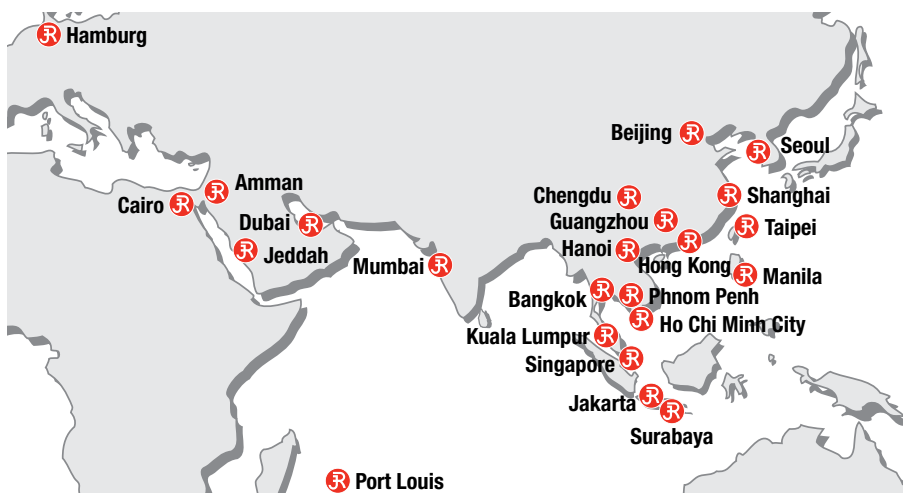 Hamburg
Beijing
Seoul
Amman
Chengdu
Shanghai
Cairo
Dubai
Guangzhou
Taipei
Jeddah
Hanoi
Mumbai
Hong Kong
Manila
Bangkok
Phnom Penh
Ho Chi Minh City
Kuala Lumpur
Singapore
Jakarta
Surabaya
Port Louis